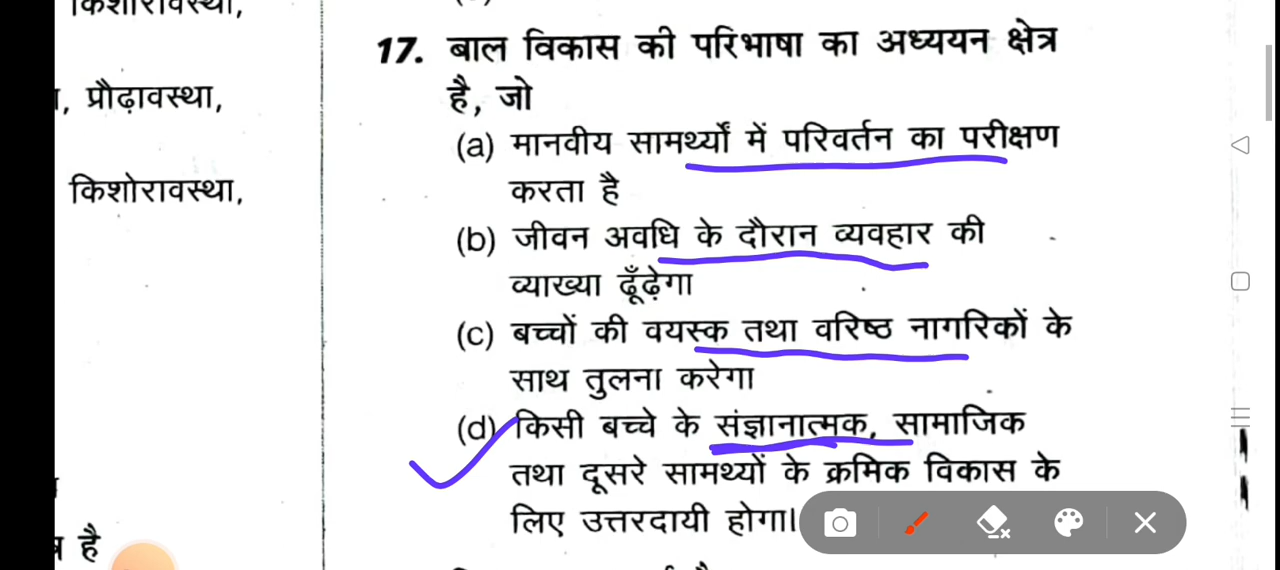 किशोरावस्था,
प्रौढ़ावस्था,
किशोरावस्था,
है
17. बाल विकास की परिभाषा का अध्ययन क्षेत्र
है, जो
(a) मानवीय सामर्थ्यों में परिवर्तन का परीक्षण
करता है
(b) जीवन अवधि के दौरान व्यवहार की
व्याख्या ढूँढ़ेगा
(c) बच्चों की वयस्क तथा वरिष्ठ नागरिकों के
साथ तुलना करेगा
(d) किसी बच्चे के संज्ञानात्मक, सामाजिक
तथा दूसरे सामर्थ्यों के क्रमिक विकास के
लिए उत्तरदायी होगा।